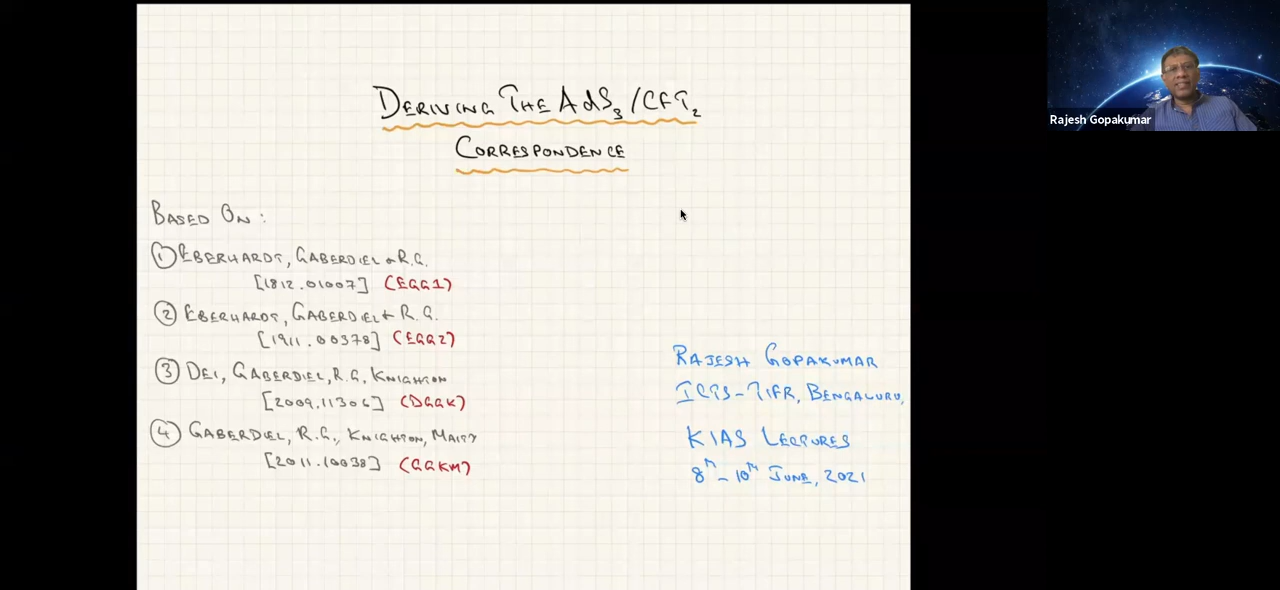 DERIVING THE AdS₃/CFT₂
CORRESPONDENCE
BASED ON:
① EBERHARDT, GABERDIEL & R.G.
[1812.01007] (EGG1)
② EBERHARDT, GABERDIEL & R.G.
[1911.00378] (EGG2)
③ DEI, GABERDIEL, R.G, KNIGHTON
[2009.11306] (DGGK)
④ GABERDIEL, R.G., KNIGHTON, MAITY
[2011.10038] (GGKM)
RAJESH GOPAKUMAR
ICTS-TIFR, BENGALURU,
KIAS LECTURES
8ᵗʰ - 10ᵗʰ JUNE, 2021
Rajesh Gopakumar